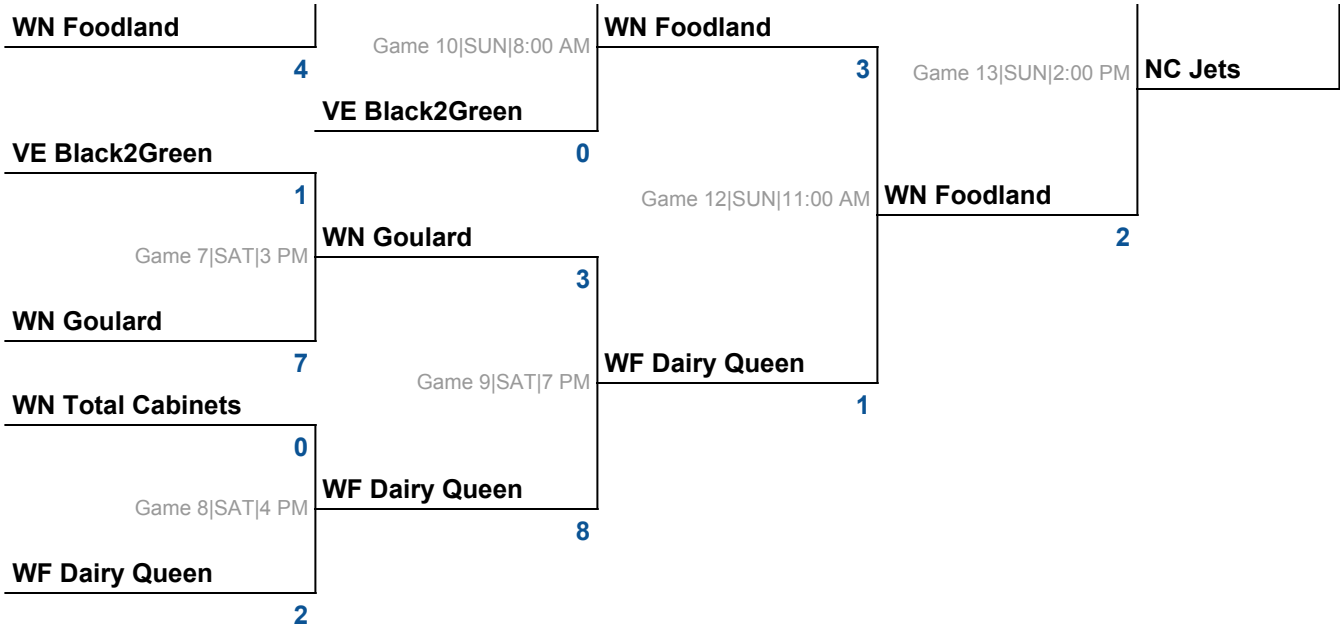 WN Foodland
4
Game 10|SUN|8:00 AM
WN Foodland
3
Game 13|SUN|2:00 PM
NC Jets
VE Black2Green
0
VE Black2Green
1
Game 12|SUN|11:00 AM
WN Foodland
2
WN Goulard
3
Game 7|SAT|3 PM
WN Goulard
7
WF Dairy Queen
1
Game 9|SAT|7 PM
WN Total Cabinets
0
WF Dairy Queen
8
Game 8|SAT|4 PM
WF Dairy Queen
2